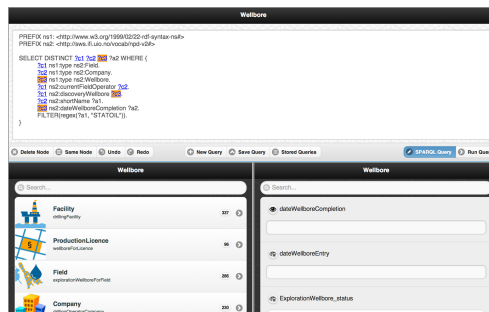 Wellbore
PREFIX ns1: <http://www.w3.org/1999/02/22-rdf-syntax-ns#>
PREFIX ns2: <http://sws.ifi.uio.no/vocab/npd-v2#>
SELECT DISTINCT ?c1 ?c2 ?c3 ?a2 WHERE {
?c1 ns1:type ns2:Field.
?c2 ns1:type ns2:Company.
?c3 ns1:type ns2:Wellbore.
?c1 ns2:currentFieldOperator ?c2.
?c1 ns2:discoveryWellbore ?c3.
?c2 ns2:shortName ?a1.
?c3 ns2:dateWellboreCompletion ?a2.
FILTER(regex(?a1, "STATOIL")).
}
Delete Node Same Node Undo Redo New Query Save Query Stored Queries SPARQL Query Run Que
Wellbore Wellbore
Search... Search...
Facility
drillingFacility
337
dateWellboreCompletion
ProductionLicence
wellboreForLicence
96
5
dateWellboreEntry
Field
explorationWellboreForField
286
ExplorationWellbore_status
Company
drillingOperatorCompany
230